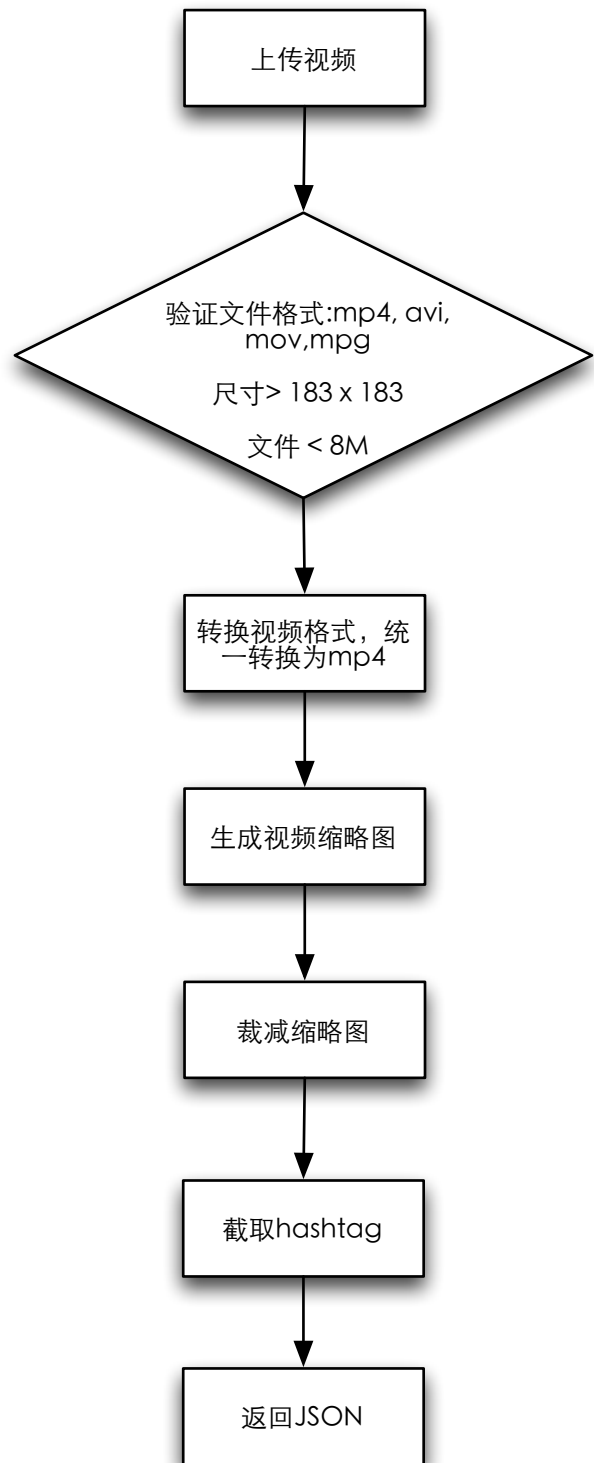 上传视频
验证文件格式:mp4, avi,
mov,mpg
尺寸> 183 x 183
文件 < 8M
转换视频格式，统
一转换为mp4
生成视频缩略图
裁减缩略图
截取hashtag
返回JSON